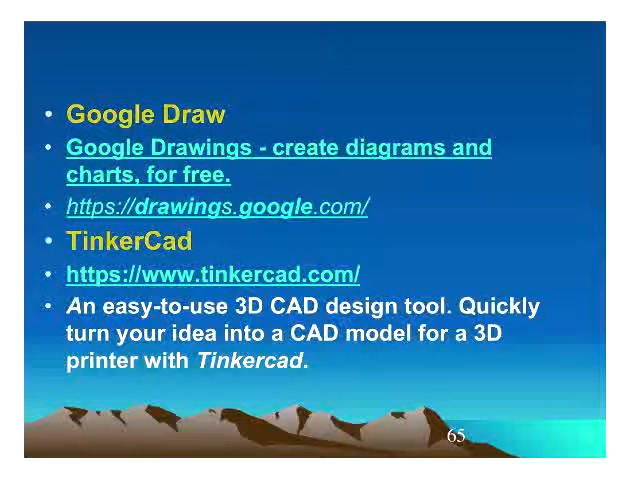 • Google Draw
• Google Drawings - create diagrams and
charts, for free.
• https://drawings.google.com/
• TinkerCad
• https://www.tinkercad.com/
• An easy-to-use 3D CAD design tool. Quickly
turn your idea into a CAD model for a 3D
printer with Tinkercad.
65